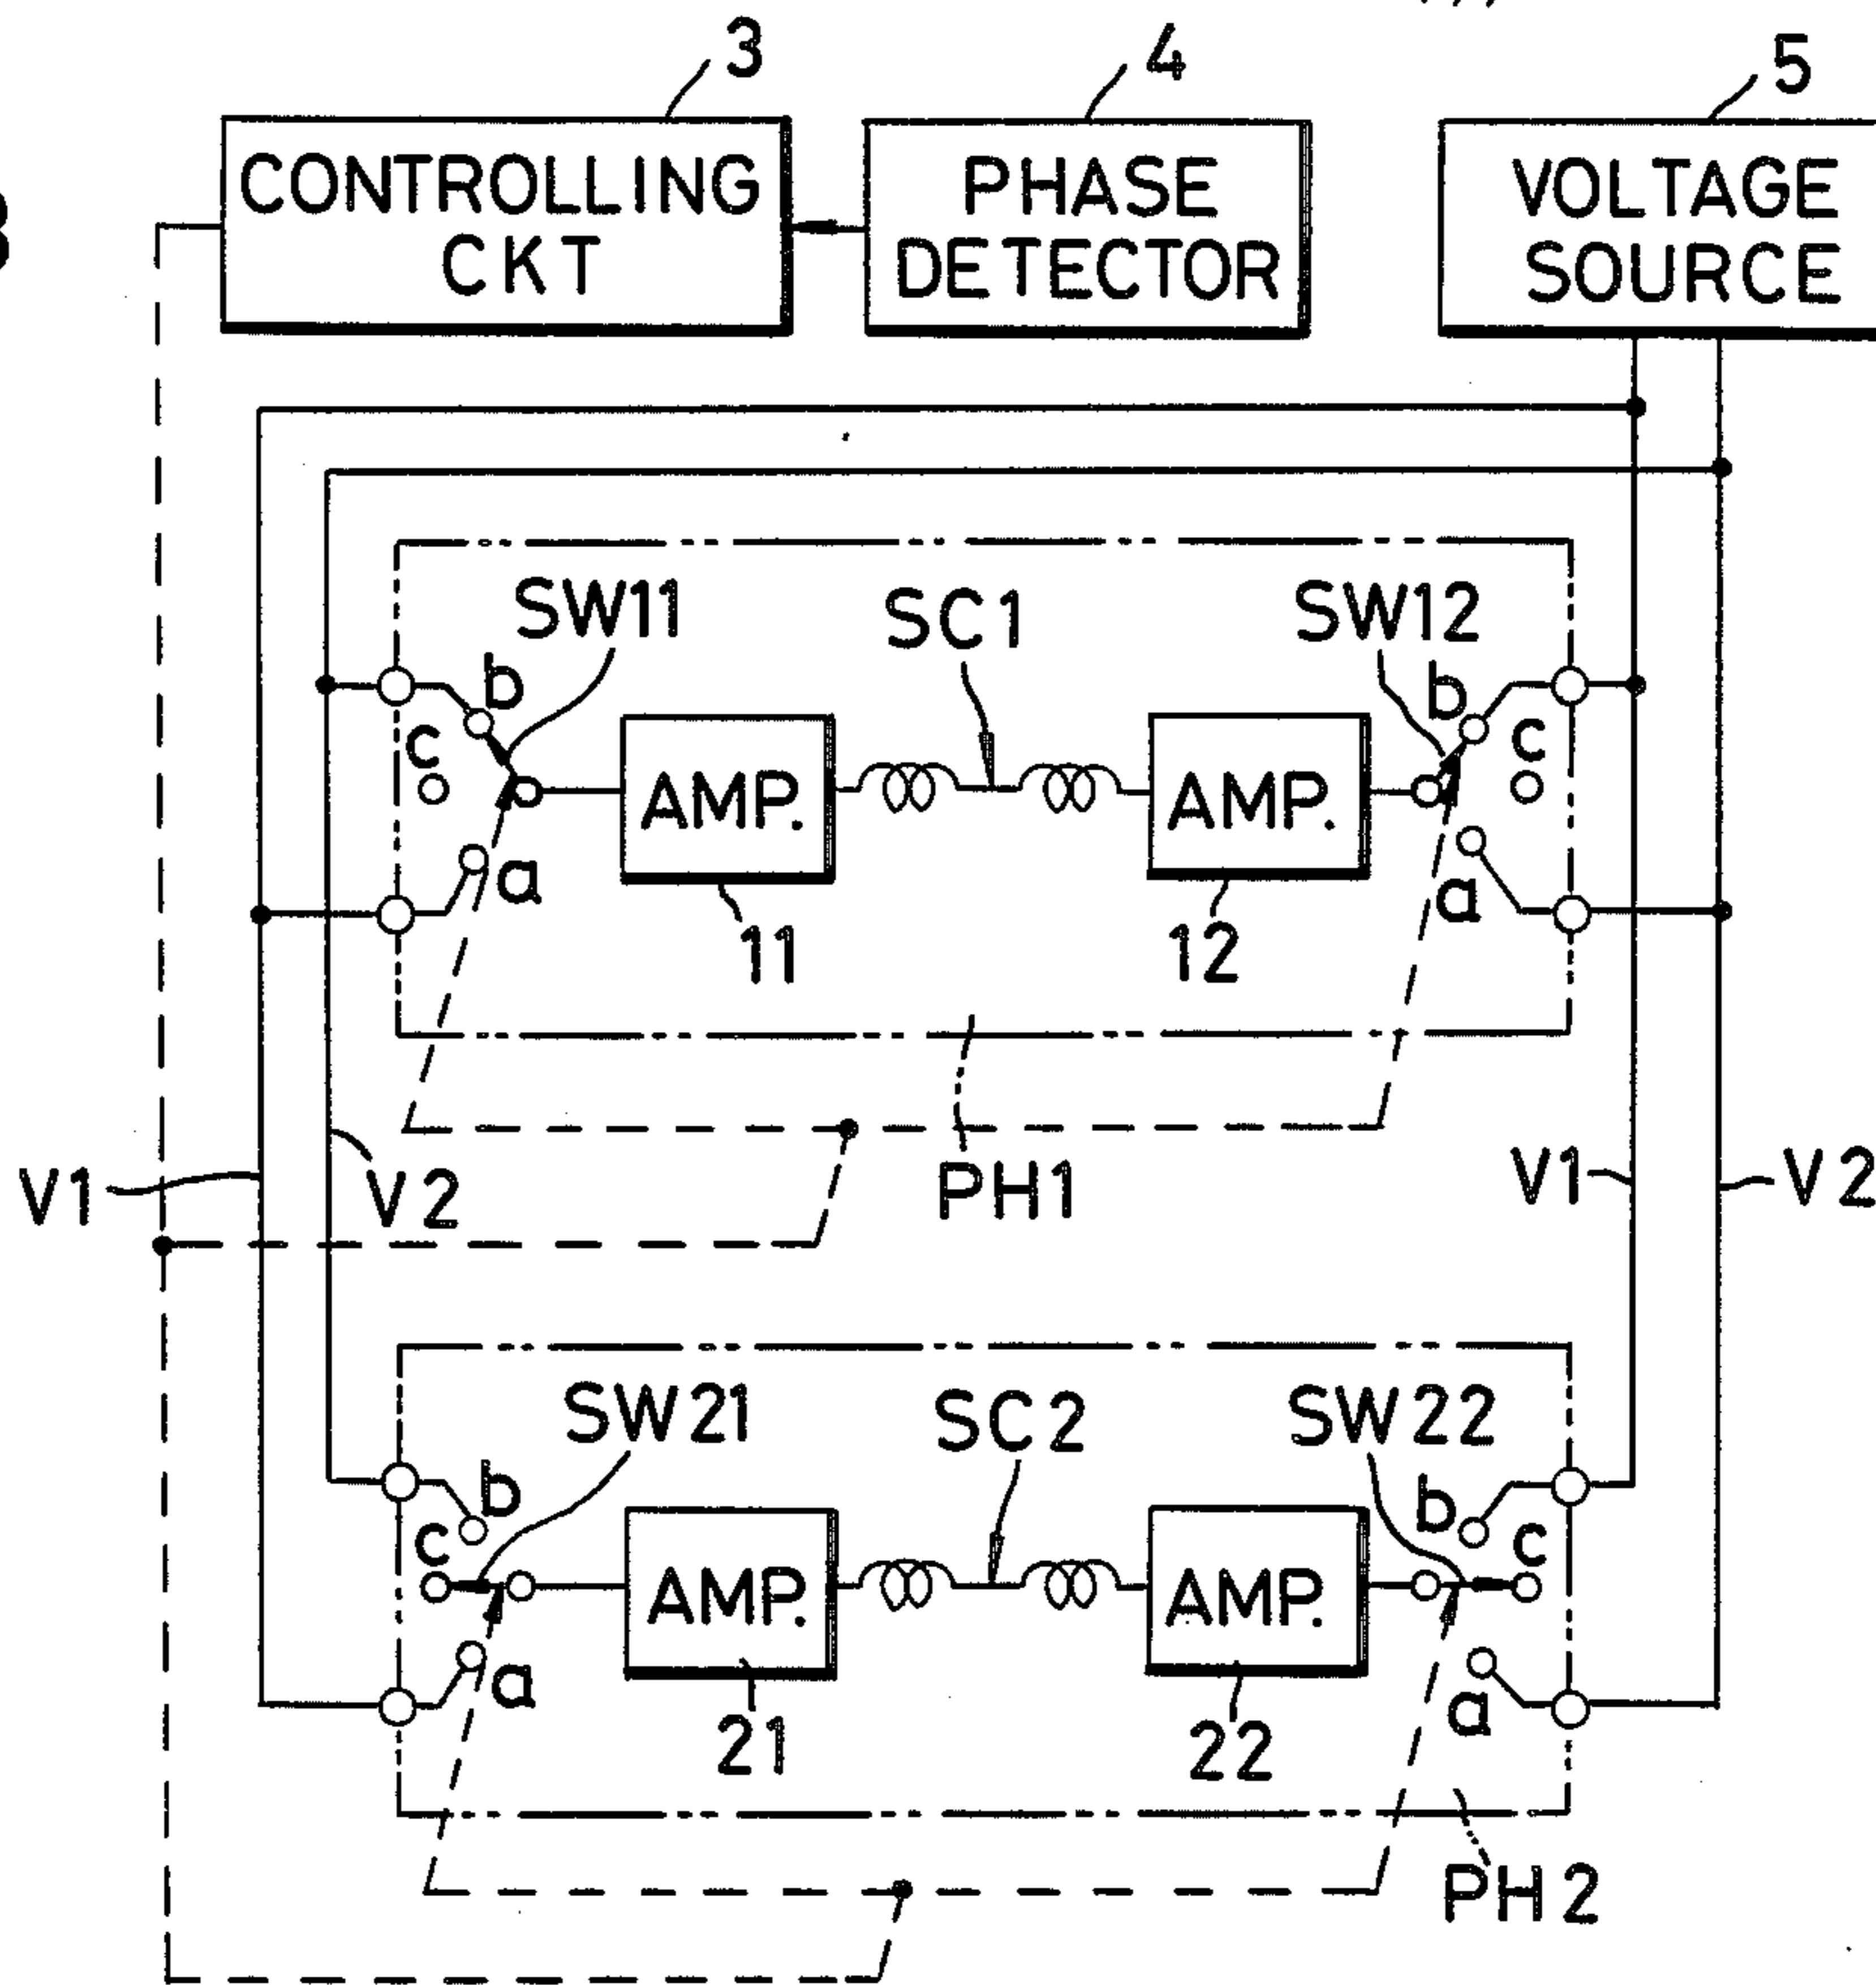 3
4
5
CONTROLLING
CKT
PHASE
DETECTOR
VOLTAGE
SOURCE
SW11
SC1
SW12
b
b
c
c
AMP.
AMP.
a
a
11
12
V1
V2
PH1
V1
V2
SW21
SC2
SW22
b
b
c
c
AMP.
AMP.
a
a
21
22
PH2